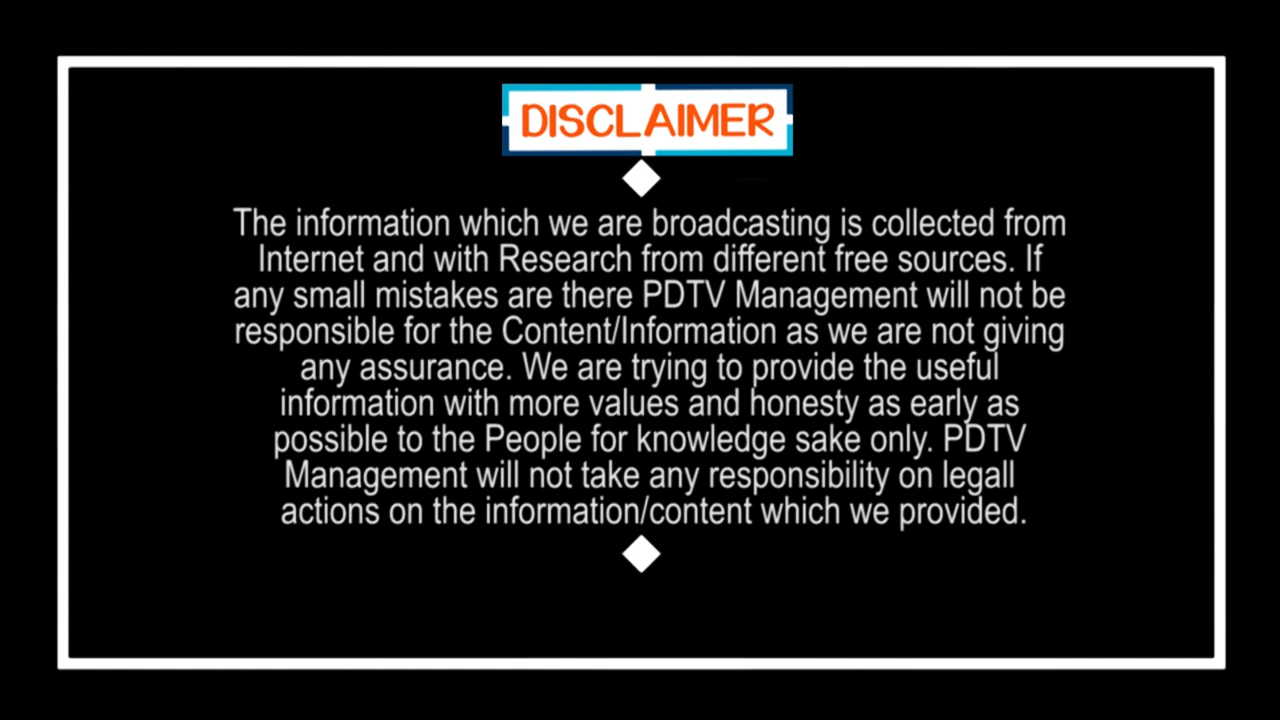 DISCLAIMER
The information which we are broadcasting is collected from
Internet and with Research from different free sources. If
any small mistakes are there PDTV Management will not be
responsible for the Content/Information as we are not giving
any assurance. We are trying to provide the useful
information with more values and honesty as early as
possible to the People for knowledge sake only. PDTV
Management will not take any responsibility on legall
actions on the information/content which we provided.